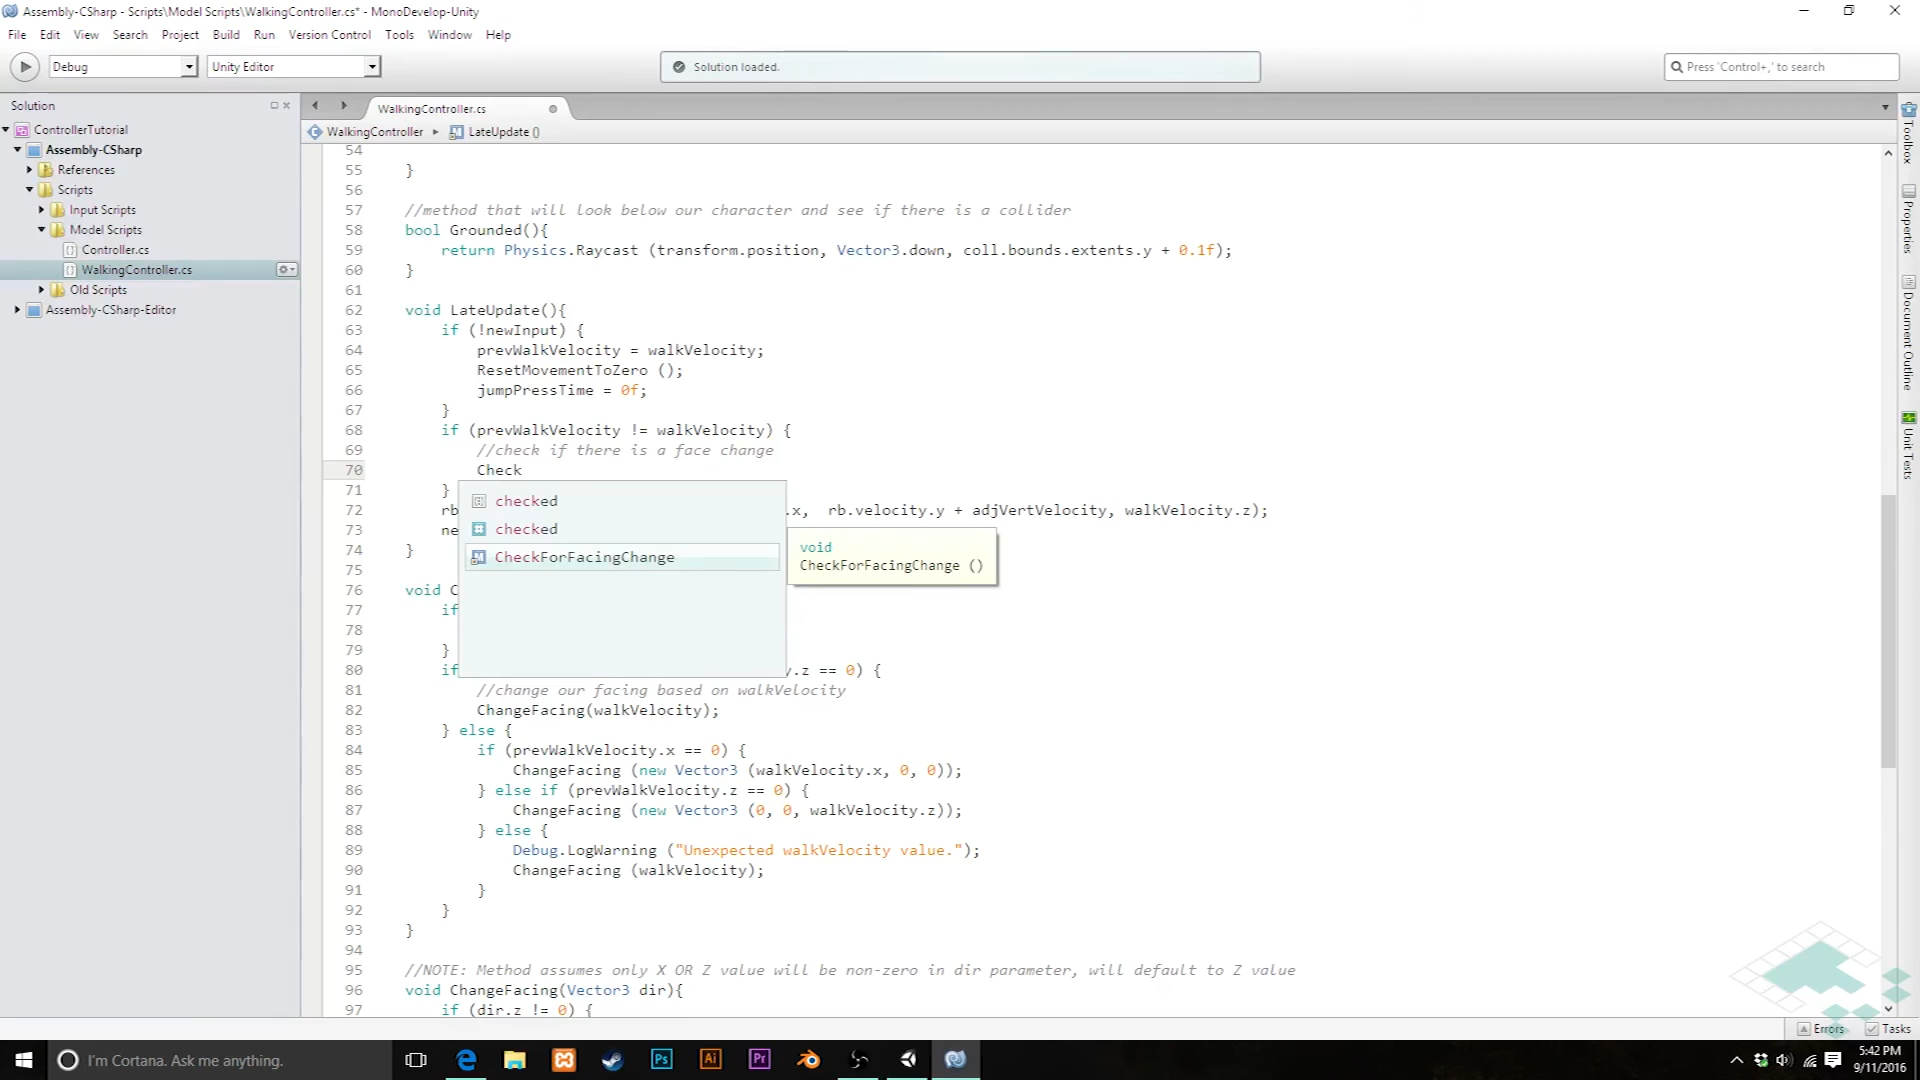 Assembly-CSharp - Scripts\Model Scripts\WalkingController.cs* - MonoDevelop-Unity
File Edit View Search Project Build Run Version Control Tools Window Help
Debug
Unity Editor
Solution loaded.
Press 'Control+,' to search
Solution
ControllerTutorial
Assembly-CSharp
References
Scripts
Input Scripts
Model Scripts
Controller.cs
WalkingController.cs
Old Scripts
Assembly-CSharp-Editor
WalkingController.cs
WalkingController
LateUpdate ()
54
55 }
56
57 //method that will look below our character and see if there is a collider
58 bool Grounded(){
59 return Physics.Raycast (transform.position, Vector3.down, coll.bounds.extents.y + 0.1f);
60 }
61
62 void LateUpdate(){
63 if (!newInput) {
64 prevWalkVelocity = walkVelocity;
65 ResetMovementToZero ();
66 jumpPressTime = 0f;
67 }
68 if (prevWalkVelocity != walkVelocity) {
69 //check if there is a face change
70 Check
71 }
72 rb .x, rb.velocity.y + adjVertVelocity, walkVelocity.z);
73 ne
74 }
75
76 void C
77 if
78
79 }
80 if y.z == 0) {
81 //change our facing based on walkVelocity
82 ChangeFacing(walkVelocity);
83 } else {
84 if (prevWalkVelocity.x == 0) {
85 ChangeFacing (new Vector3 (walkVelocity.x, 0, 0));
86 } else if (prevWalkVelocity.z == 0) {
87 ChangeFacing (new Vector3 (0, 0, walkVelocity.z));
88 } else {
89 Debug.LogWarning ("Unexpected walkVelocity value.");
90 ChangeFacing (walkVelocity);
91 }
92 }
93 }
94
95 //NOTE: Method assumes only X OR Z value will be non-zero in dir parameter, will default to Z value
96 void ChangeFacing(Vector3 dir){
97 if (dir.z != 0) {
checked
checked
CheckForFacingChange
void
CheckForFacingChange ()
Toolbox
Properties
Document Outline
Unit Tests
Errors
Tasks
I'm Cortana. Ask me anything.
Ps
Ai
Pr
5:42 PM
9/11/2016